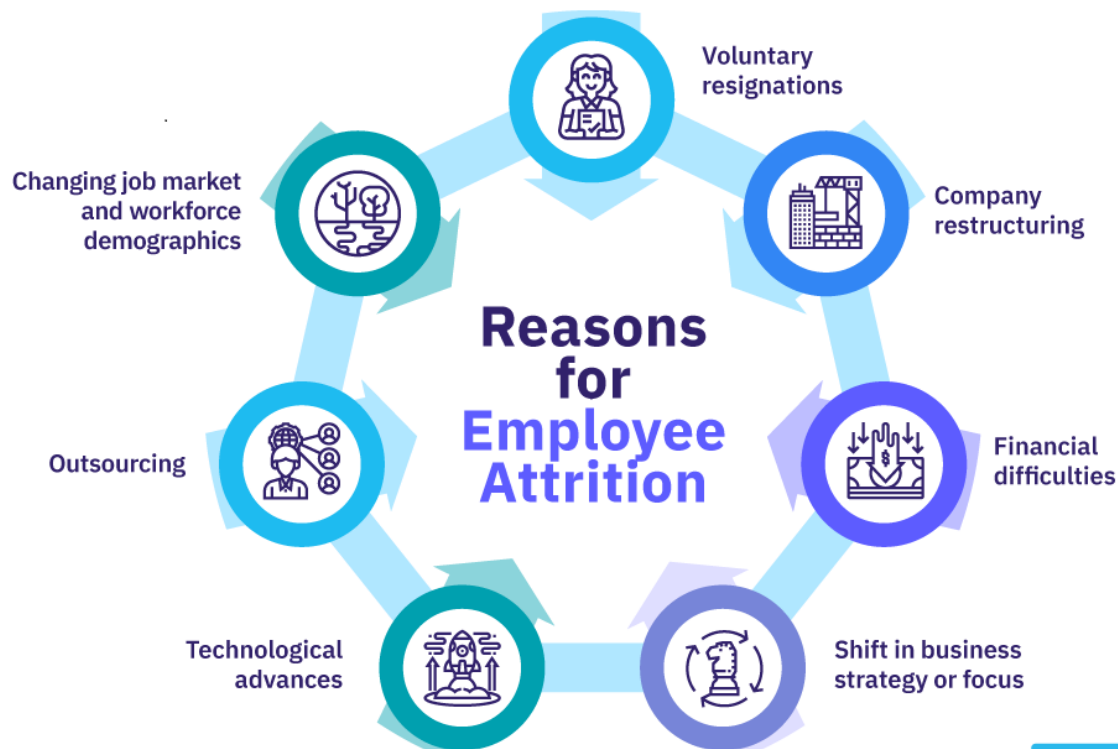 Voluntary
resignations
Company
restructuring
Financial
difficulties
Shift in business
strategy or focus
Technological
advances
Outsourcing
Changing job market
and workforce
demographics
Reasons
for
Employee
Attrition
$